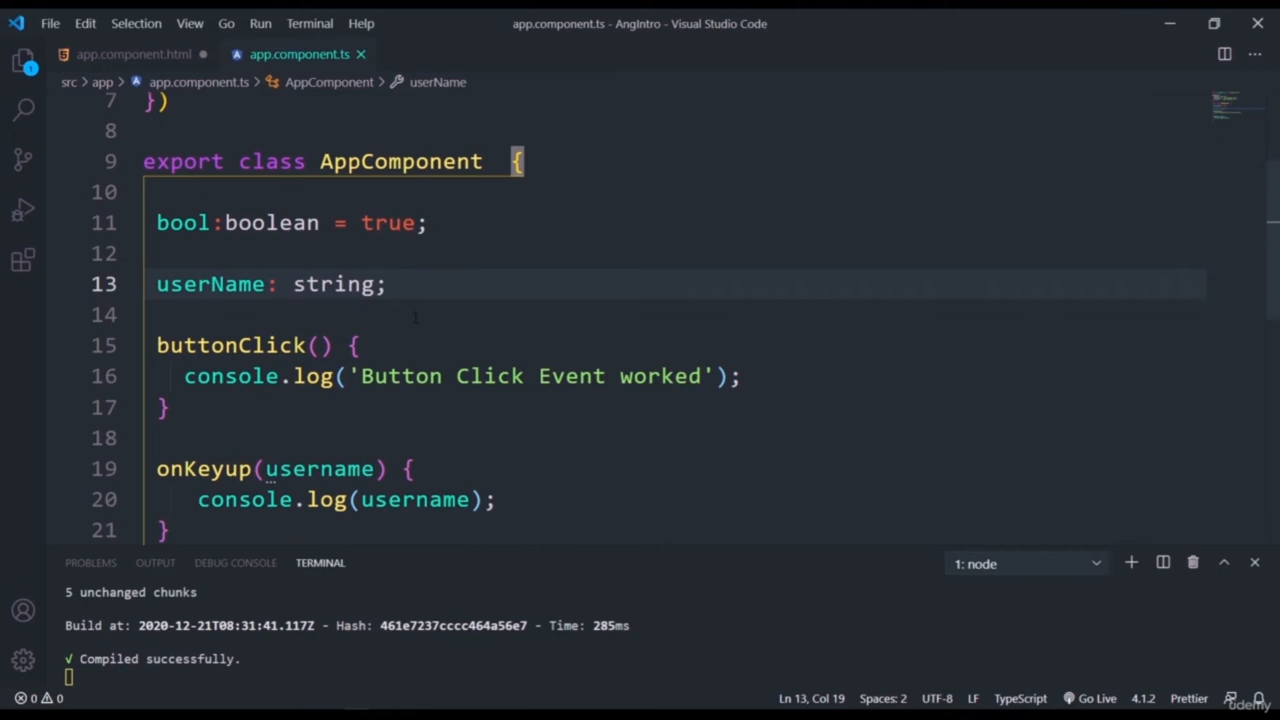 File Edit Selection View Go Run Terminal Help app.component.ts - AngIntro - Visual Studio Code
app.component.html app.component.ts
1
src > app > app.component.ts > AppComponent > userName
7 })
8
9 export class AppComponent {
10
11 bool:boolean = true;
12
13 userName: string;
14
15 buttonClick() {
16 console.log('Button Click Event worked');
17 }
18
19 onKeyup(username) {
20 console.log(username);
21 }
PROBLEMS OUTPUT DEBUG CONSOLE TERMINAL 1: node
5 unchanged chunks
Build at: 2020-12-21T08:31:41.117Z - Hash: 461e7237cccc464a56e7 - Time: 285ms
√ Compiled successfully.
0 0 Ln 13, Col 19 Spaces: 2 UTF-8 LF TypeScript Go Live 4.1.2 Prettier
udemy